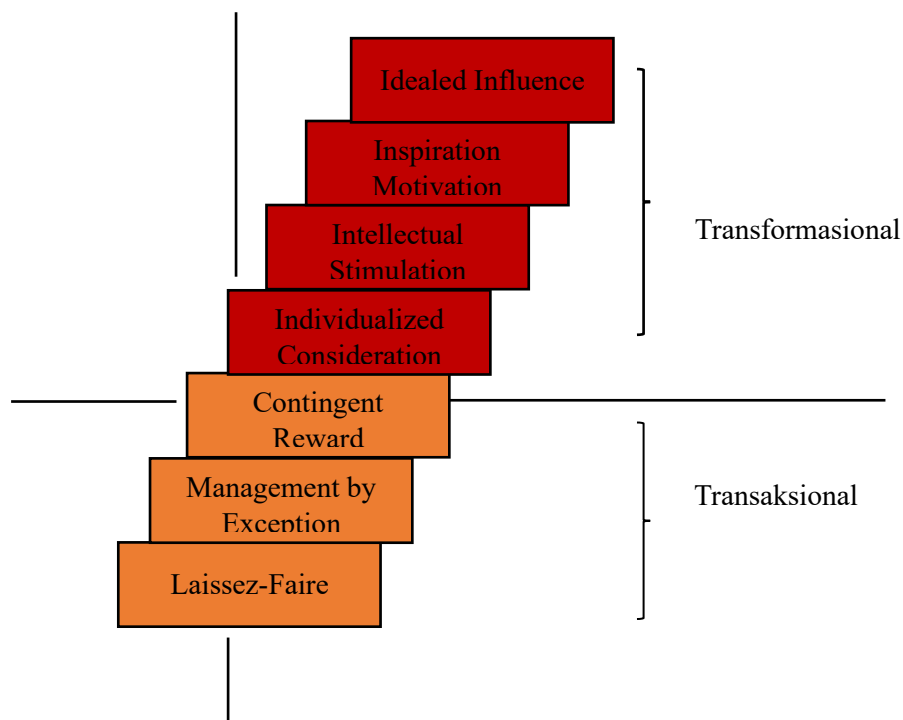 Idealed Influence
Inspiration
Motivation
Intellectual
Stimulation
Transformasional
Individualized
Consideration
Contingent
Reward
Management by
Exception
Transaksional
Laissez-Faire